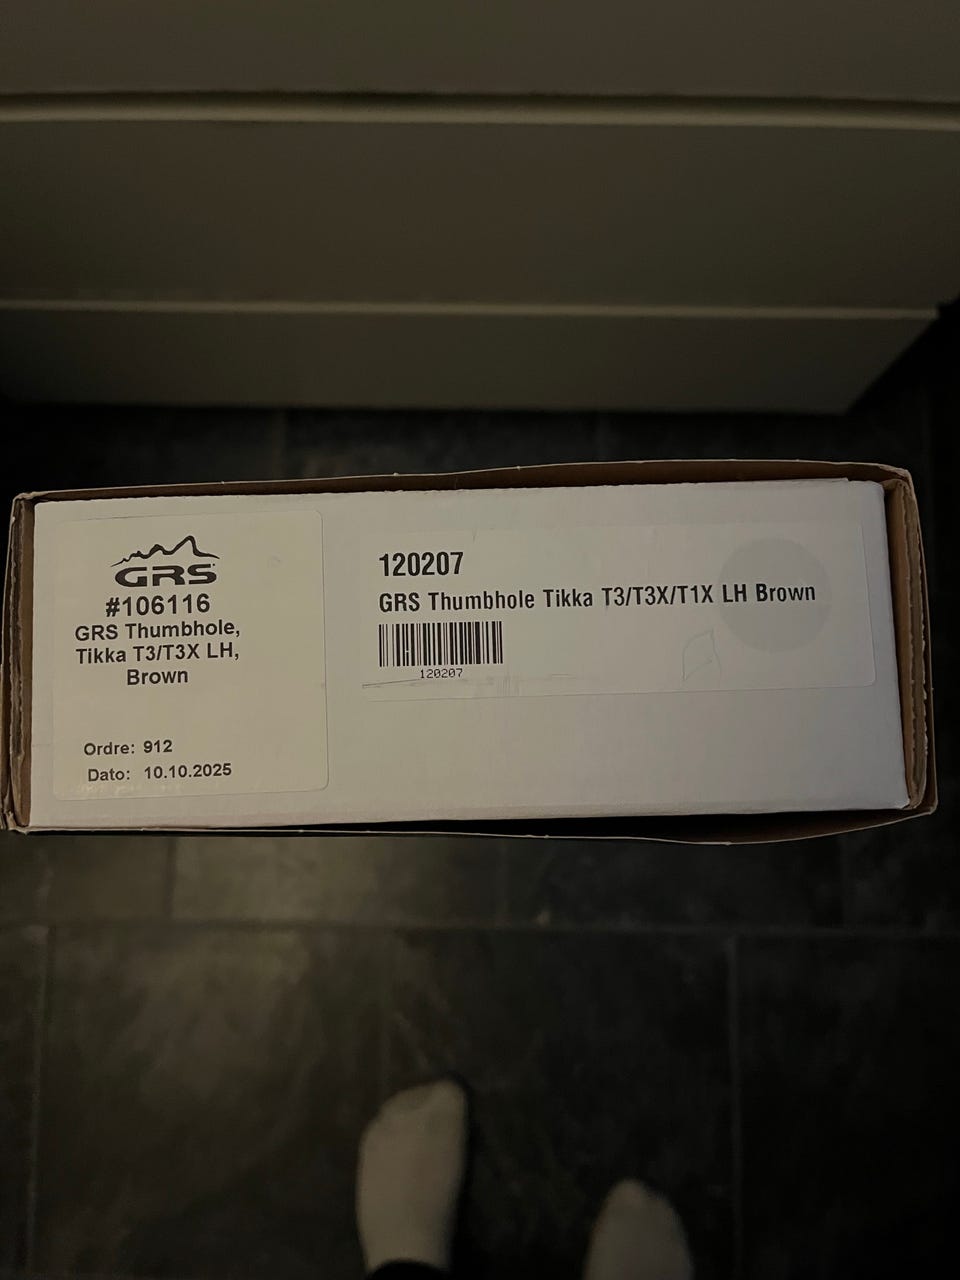 GRS
#106116
GRS Thumbhole,
Tikka T3/T3X LH,
Brown
Ordre: 912
Dato: 10.10.2025
120207
GRS Thumbhole Tikka T3/T3X/T1X LH Brown
120207